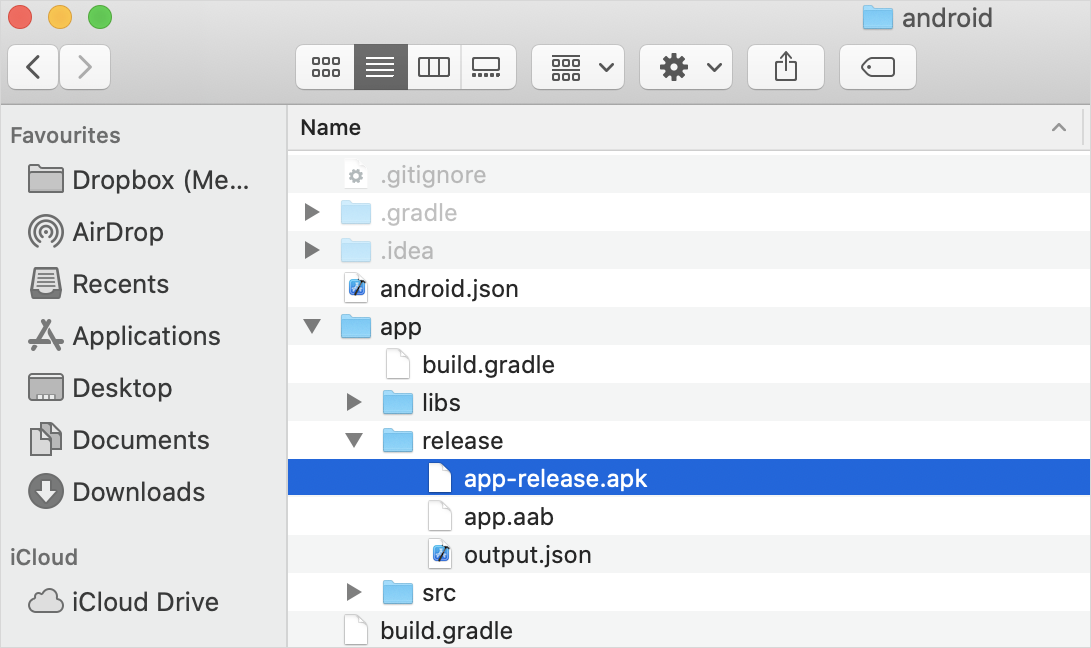 android
Favourites
Dropbox (Me...
AirDrop
Recents
Applications
Desktop
Documents
Downloads
iCloud
iCloud Drive
Name
.gitignore
.gradle
.idea
android.json
app
build.gradle
libs
release
app-release.apk
app.aab
output.json
src
build.gradle